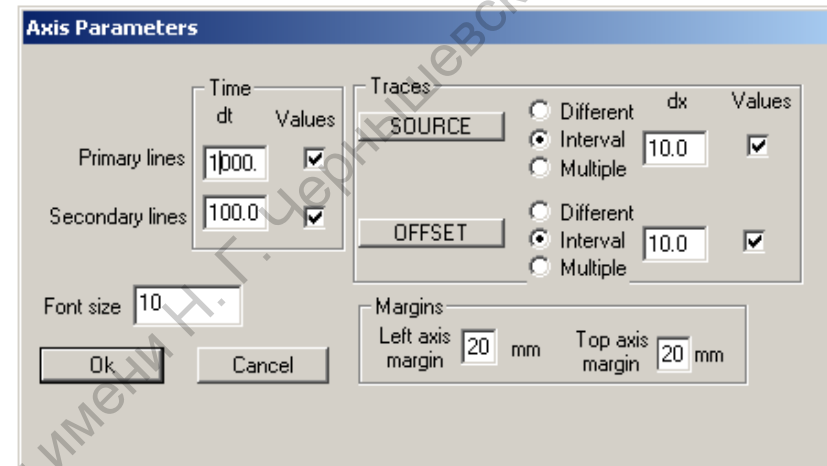 Axis Parameters
Time
dt Values
Primary lines 1000.
Secondary lines 100.0
Traces
SOURCE
Different
Interval
Multiple
dx Values
10.0
OFFSET
Different
Interval
Multiple
10.0
Font size 10
Ok Cancel
Margins
Left axis margin 20 mm
Top axis margin 20 mm
имени Н. Г. Чернышевск